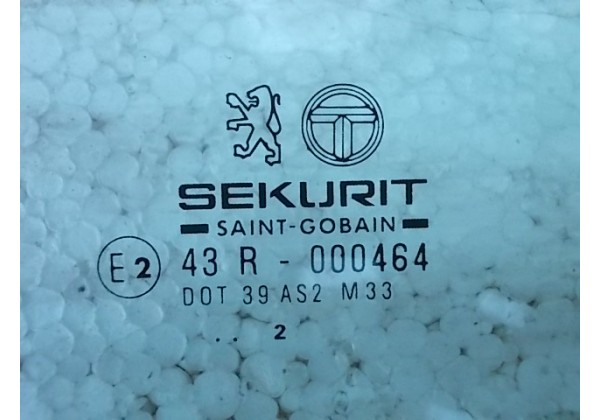 SEKURIT
SAINT-GOBAIN
E2 43 R - 000464
DOT 39 AS2 M33
.. 2